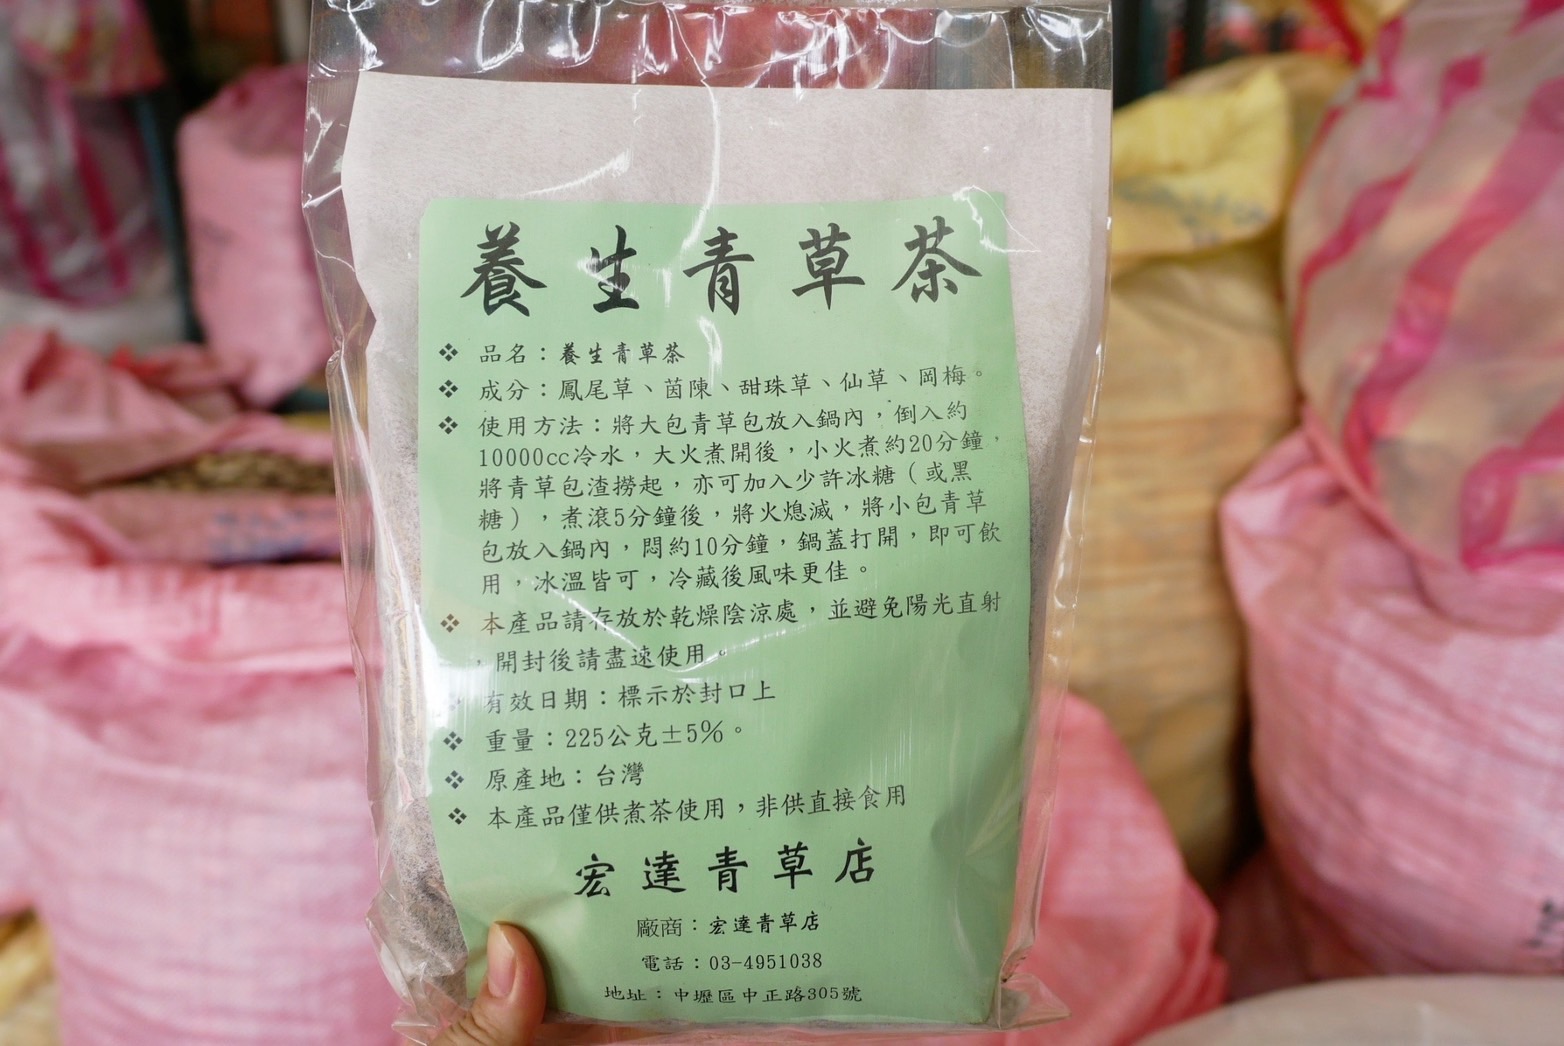 養生青草茶
❖ 品名：養生青草茶
❖ 成分：鳳尾草、茵陳、甜珠草、仙草、岡梅。
❖ 使用方法：將大包青草包放入鍋內，倒入約
10000cc冷水，大火煮開後，小火煮約20分鐘，
將青草包渣撈起，亦可加入少許冰糖（或黑
糖），煮滾5分鐘後，將火熄滅，將小包青草
包放入鍋內，悶約10分鐘，鍋蓋打開，即可飲
用，冰溫皆可，冷藏後風味更佳。
❖ 本產品請存放於乾燥陰涼處，並避免陽光直射
，開封後請盡速使用。
❖ 有效日期：標示於封口上
❖ 重量：225公克±5%。
❖ 原產地：台灣
❖ 本產品僅供煮茶使用，非供直接食用
宏達青草店
廠商：宏達青草店
電話：03-4951038
地址：中壢區中正路305號